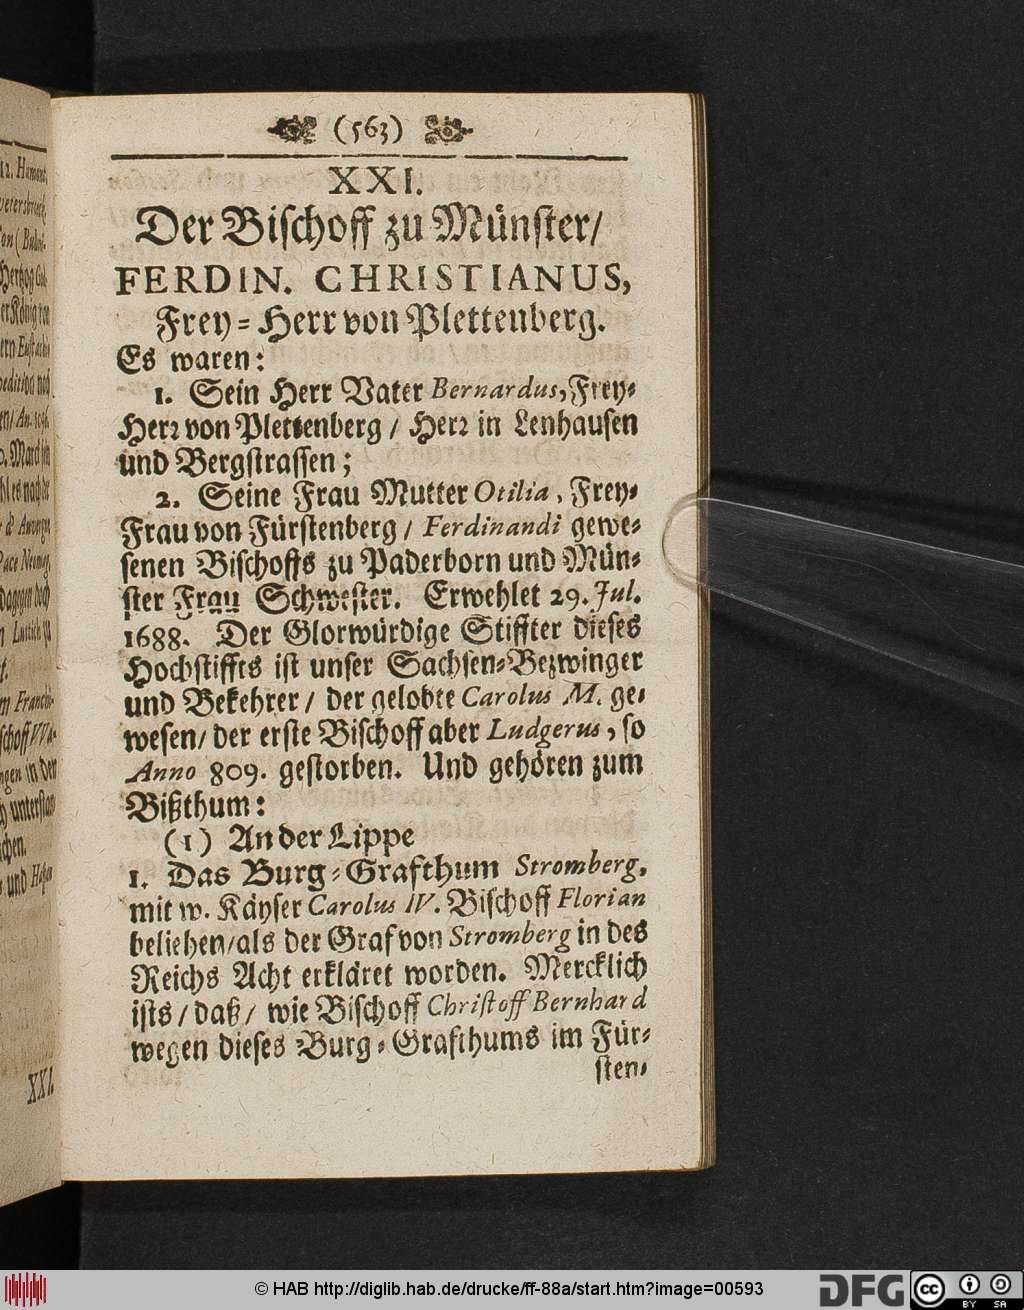 (563)
XXI.
Der Bischoff zu Münster/
FERDIN. CHRISTIANUS,
Frey-Herr von Plettenberg.
Es waren:
1. Sein Herr Vater Bernardus, Frey-
Herr von Plettenberg / Herr in Lenhausen
und Bergstrassen;
2. Seine Frau Mutter Otilia, Frey-
Frau von Fürstenberg / Ferdinandi gewe-
senen Bischoffs zu Paderborn und Mün-
ster Frau Schwester. Erwehlet 29. Jul.
1688. Der Glorwürdige Stiffter dieses
Hochstiffts ist unser Sachsen-Bezwinger
und Bekehrer / der gelobte Carolus M. ge-
wesen/ der erste Bischoff aber Ludgerus, so
Anno 809. gestorben. Und gehören zum
Bißthum:
(1) An der Lippe
1. Das Burg-Grafthum Stromberg,
mit w. Käyser Carolus IV. Bischoff Florian
beliehen/als der Graf von Stromberg in des
Reichs Acht erkläret worden. Mercklich
ists / daß / wie Bischoff Christoff Bernhard
wegen dieses Burg-Grafthums im Für-
sten-
XXI.
© HAB http://diglib.hab.de/drucke/ff-88a/start.htm?image=00593
DFG
cc
BY SA